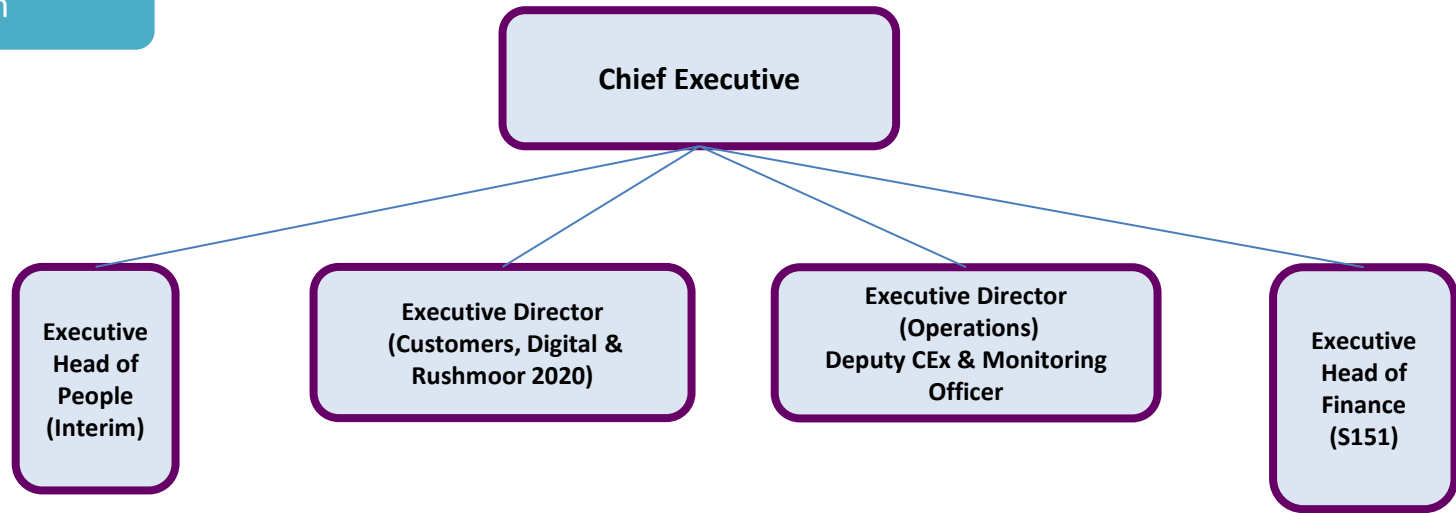 Chief Executive
Executive
Head of
People
(Interim)
Executive Director
(Customers, Digital &
Rushmoor 2020)
Executive Director
(Operations)
Deputy CEx & Monitoring
Officer
Executive
Head of
Finance
(S151)